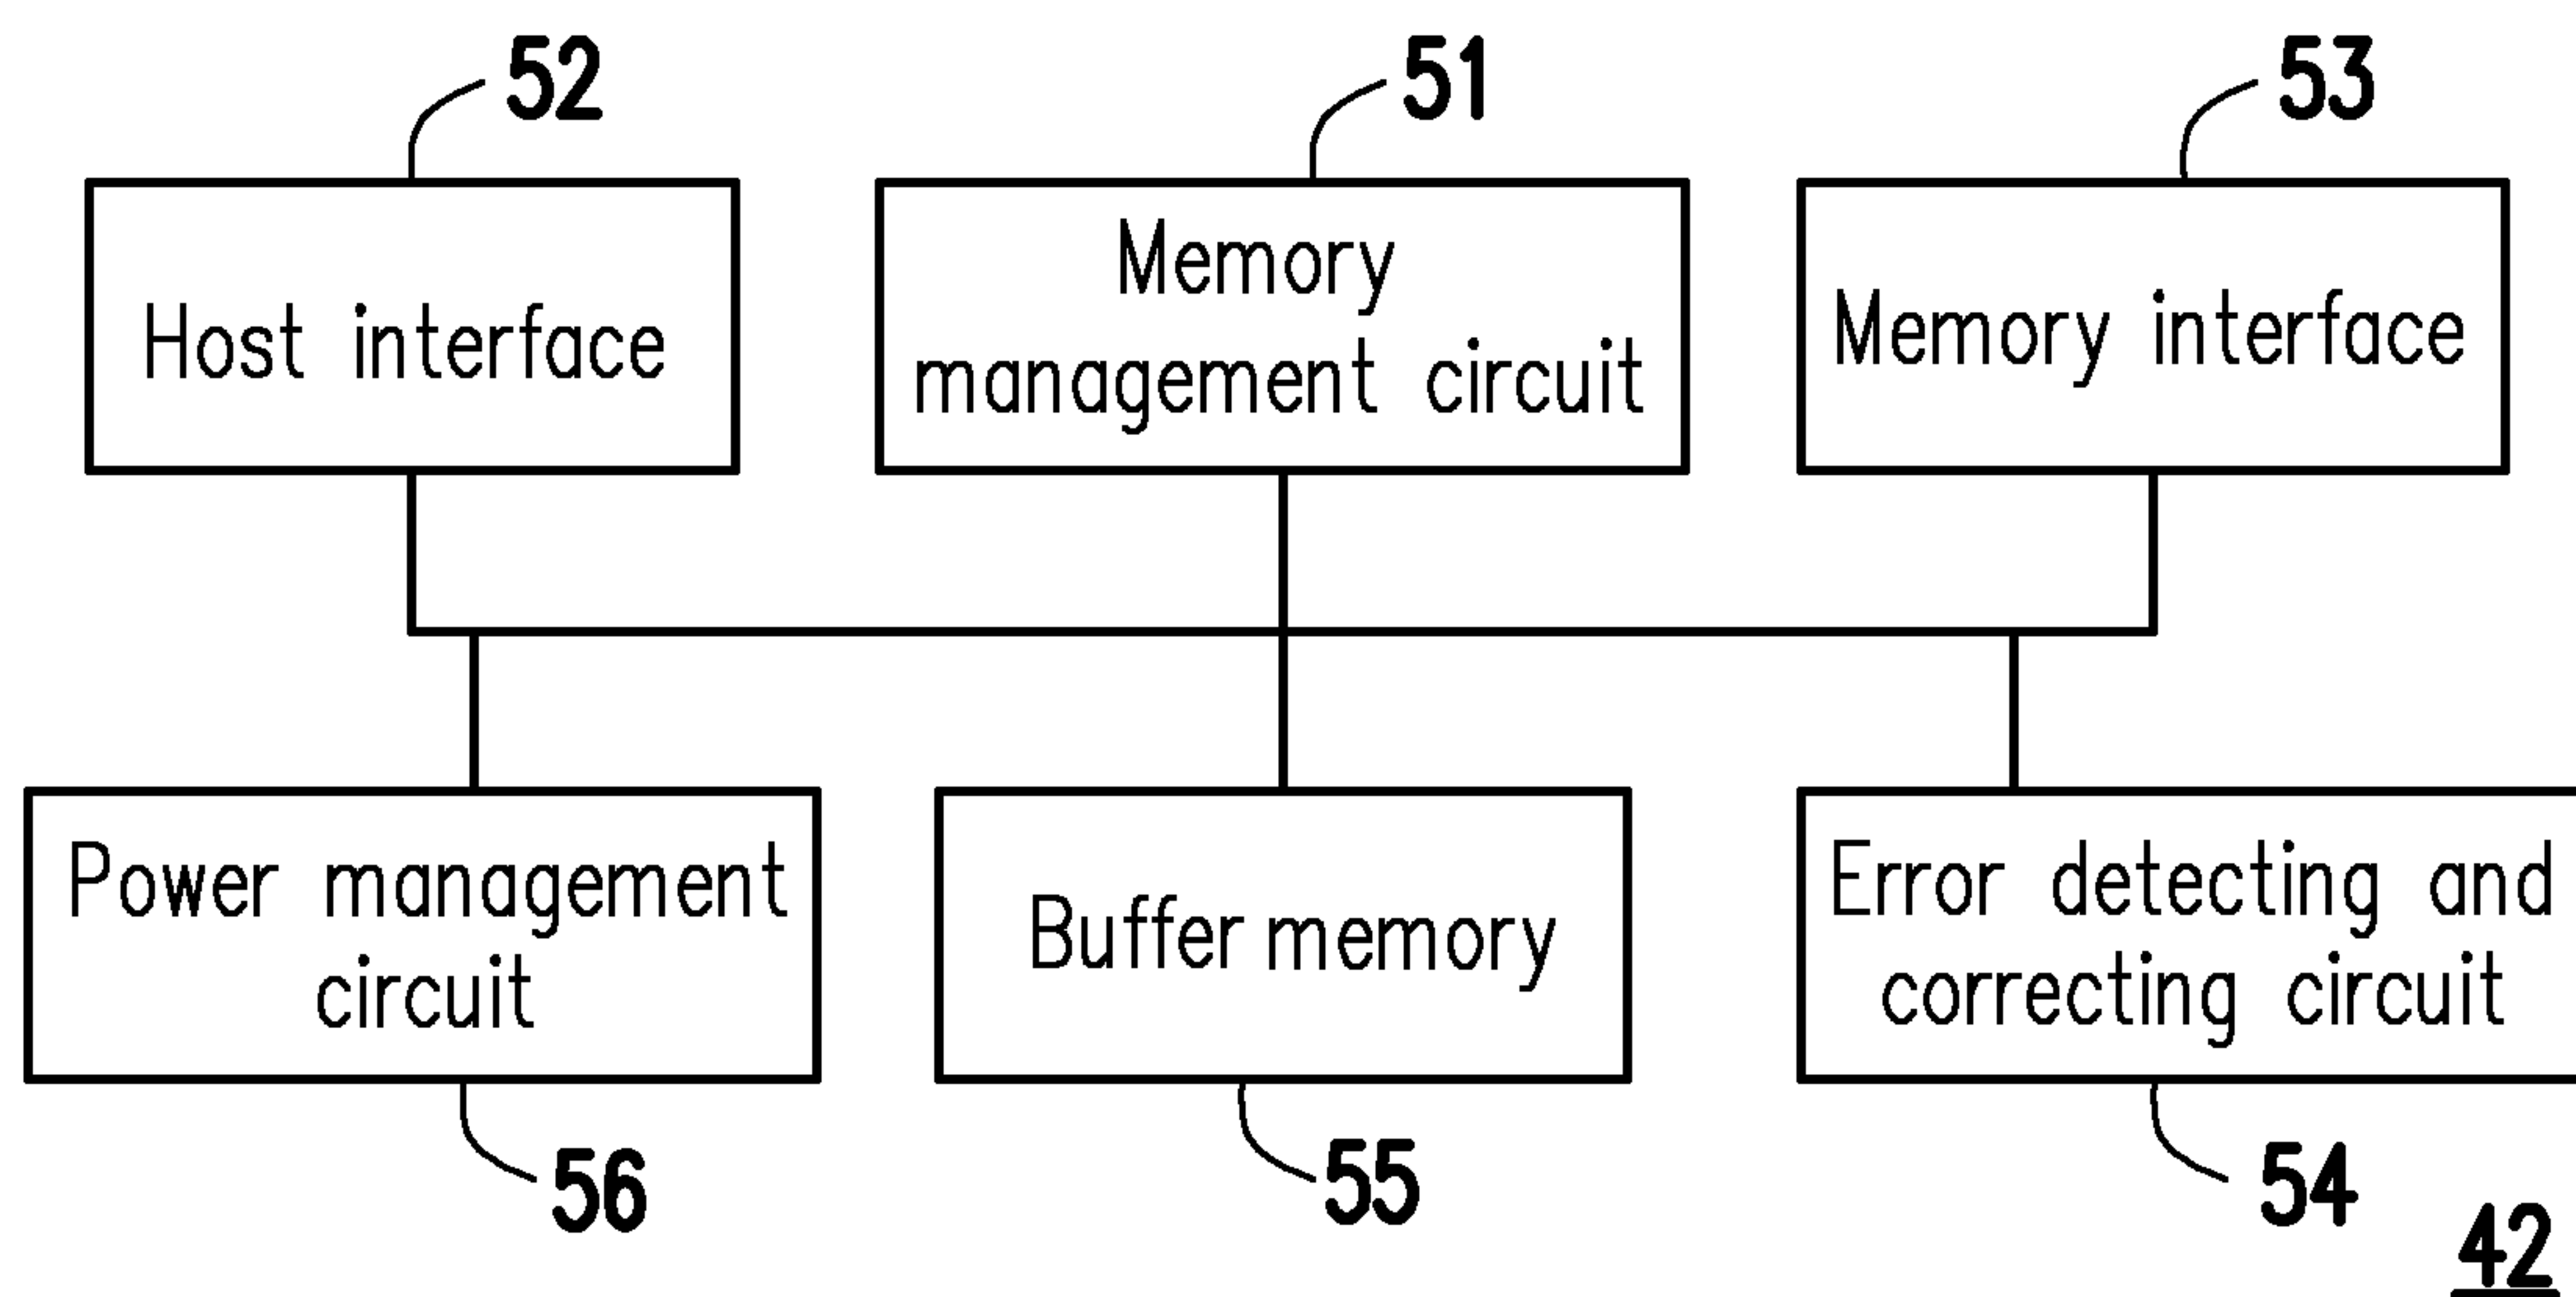 52
51
53
Host interface
Memory
management circuit
Memory interface
Power management
circuit
Buffer memory
Error detecting and
correcting circuit
56
55
54
42